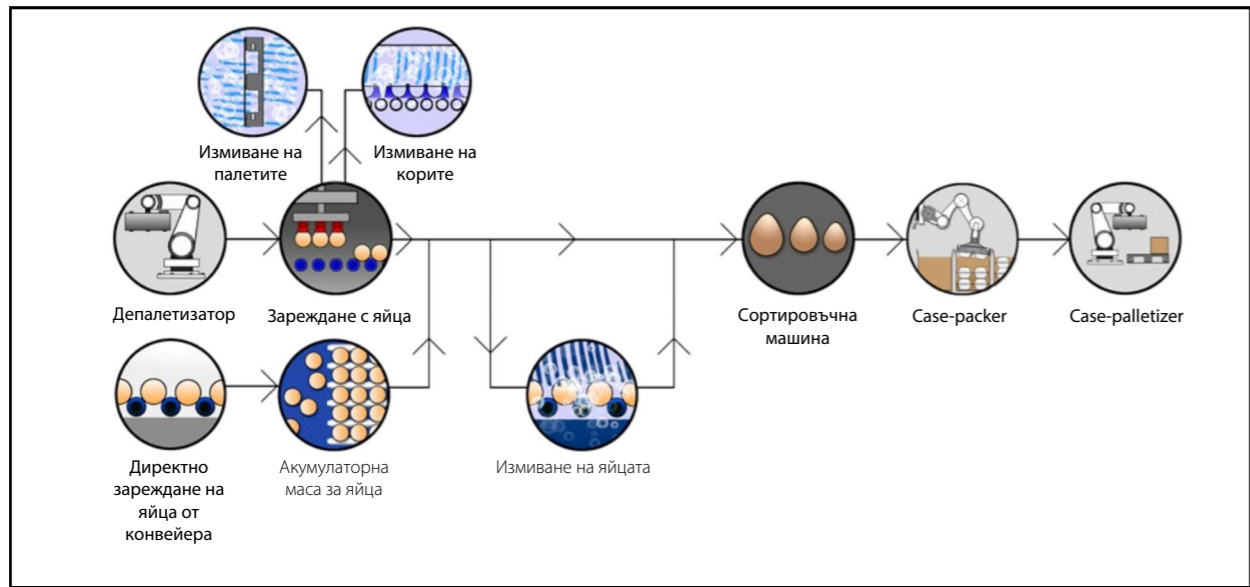 Измиване на
палетите
Измиване на
корите
Депалетизатор
Зареждане с яйца
Сортировъчна
машина
Case-packer
Case-palletizer
Директно
зареждане на
яйца от
конвейера
Акумулаторна
маса за яйца
Измиване на яйцата